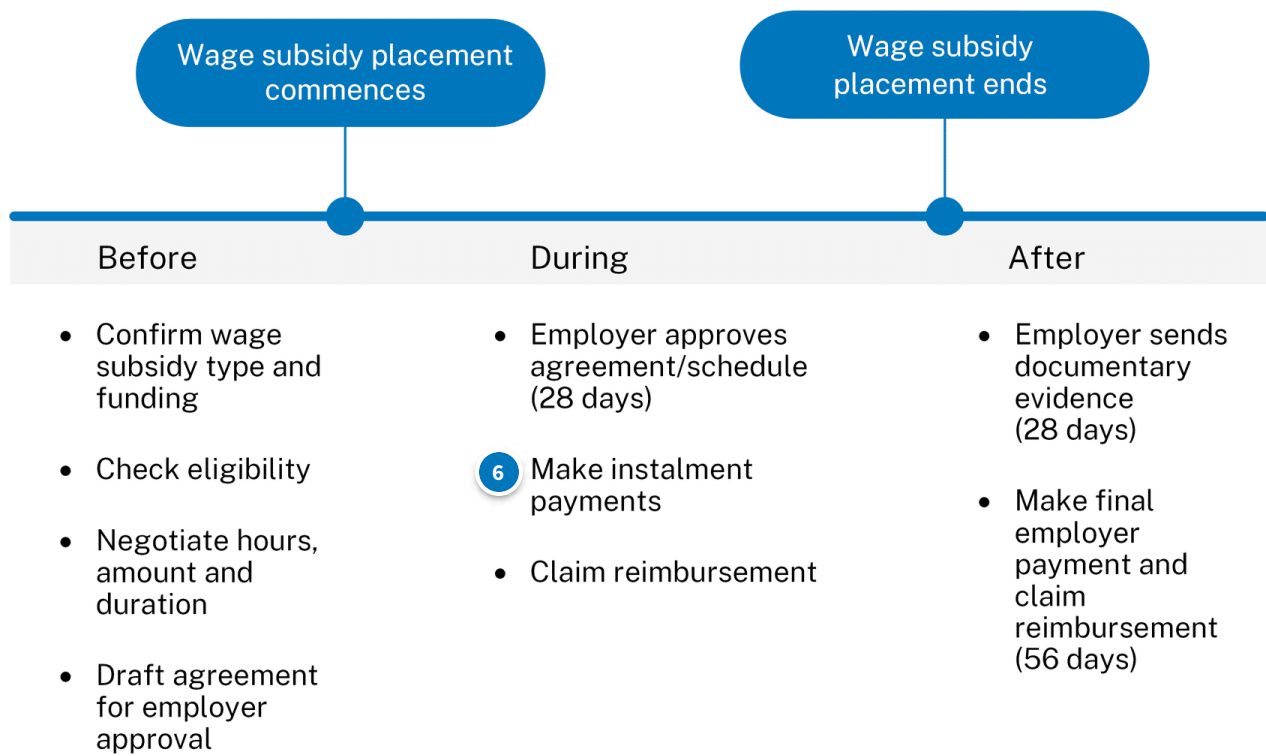 Wage subsidy placement
commences
Wage subsidy
placement ends
Before
During
After
• Confirm wage
subsidy type and
funding
• Check eligibility
• Negotiate hours,
amount and
duration
• Draft agreement
for employer
approval
• Employer approves
agreement/schedule
(28 days)
6 Make instalment
payments
• Claim reimbursement
• Employer sends
documentary
evidence
(28 days)
• Make final
employer
payment and
claim
reimbursement
(56 days)